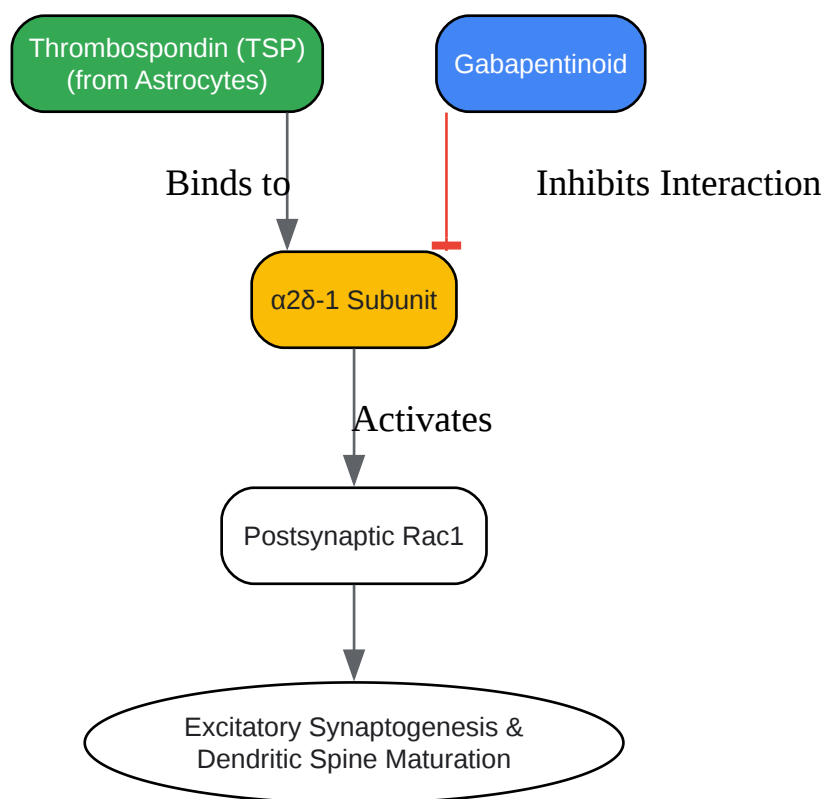 Thrombospondin (TSP)
(from Astrocytes)
Gabapentinoid
Binds to
Inhibits Interaction
α2δ-1 Subunit
Activates
Postsynaptic Rac1
Excitatory Synaptogenesis &
Dendritic Spine Maturation